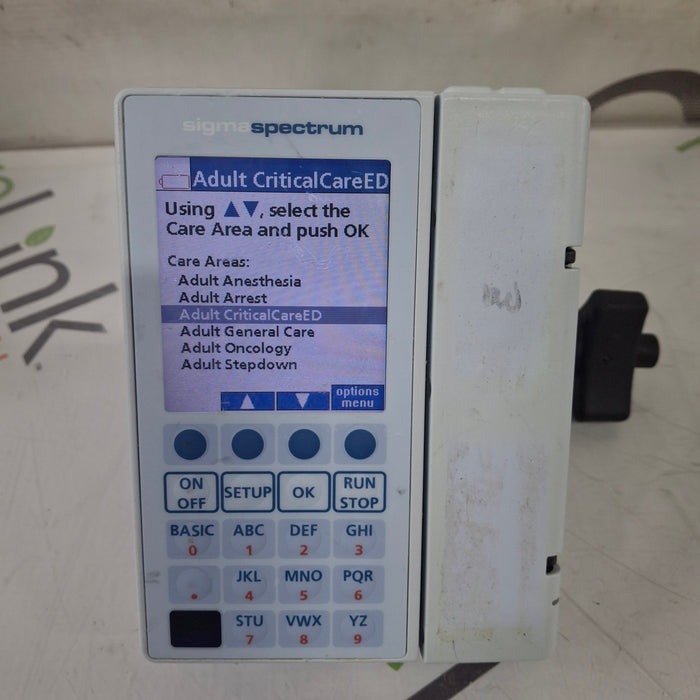 sigmaspectrum
Adult CriticalCareED
Using ▲▼, select the
Care Area and push OK
Care Areas:
Adult Anesthesia
Adult Arrest
Adult CriticalCareED
Adult General Care
Adult Oncology
Adult Stepdown
options
menu
ON
OFF
SETUP
OK
RUN
STOP
BASIC
0
ABC
1
DEF
2
GHI
3
.
JKL
4
MNO
5
PQR
6
STU
7
VWX
8
YZ
9
ink